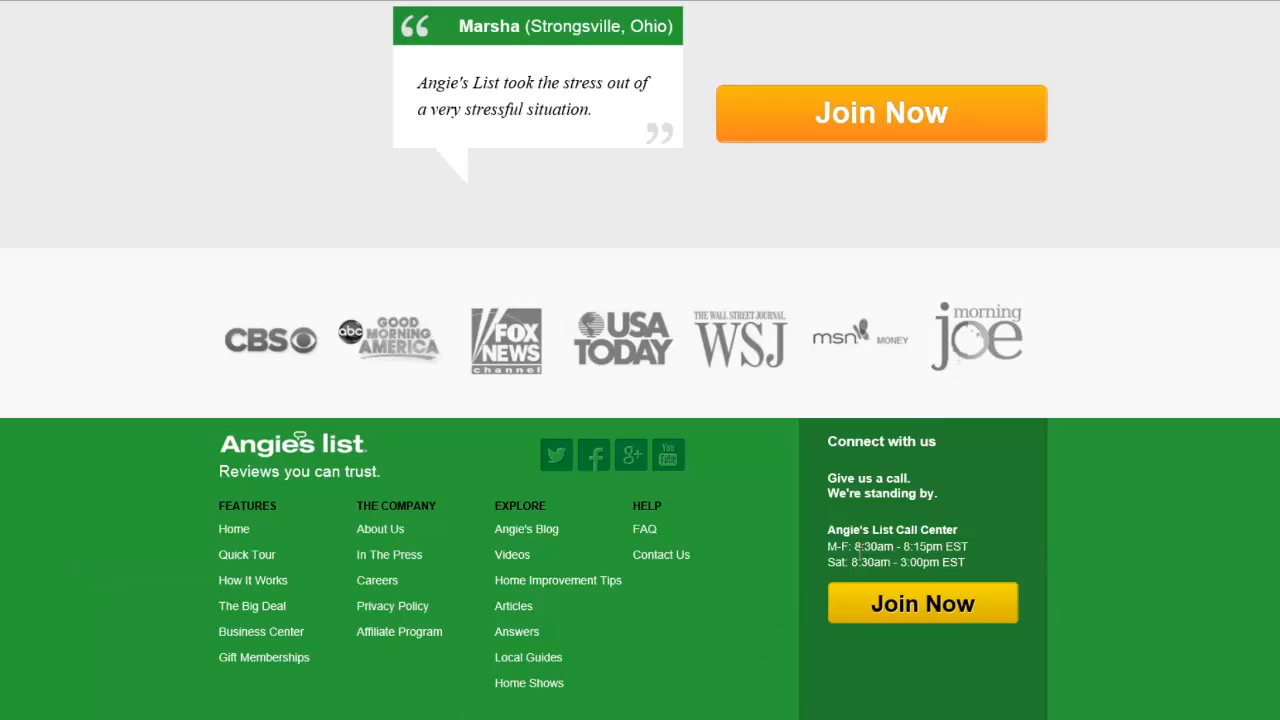 “ Marsha (Strongsville, Ohio)
Angie's List took the stress out of
a very stressful situation.
”
Join Now
CBS
abc GOOD MORNING AMERICA
FOX NEWS channel
USA TODAY
THE WALL STREET JOURNAL
WSJ
msn MONEY
morning joe
Angie's list
Reviews you can trust.
g+
You Tube
FEATURES
Home
Quick Tour
How It Works
The Big Deal
Business Center
Gift Memberships
THE COMPANY
About Us
In The Press
Careers
Privacy Policy
Affiliate Program
EXPLORE
Angie's Blog
Videos
Home Improvement Tips
Articles
Answers
Local Guides
Home Shows
HELP
FAQ
Contact Us
Connect with us
Give us a call.
We're standing by.
Angie's List Call Center
M-F: 8:30am - 8:15pm EST
Sat: 8:30am - 3:00pm EST
Join Now